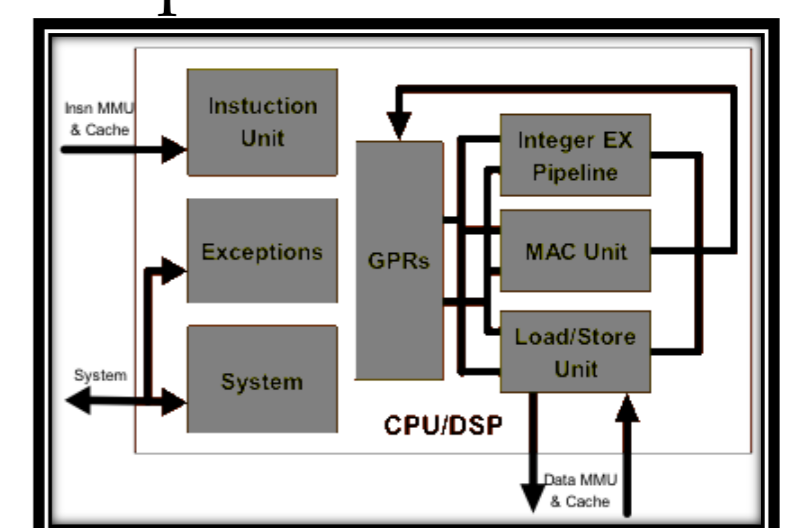 Insn MMU
& Cache
Instuction
Unit
Integer EX
Pipeline
Exceptions
GPRs
MAC Unit
System
System
Load/Store
Unit
CPU/DSP
Data MMU
& Cache